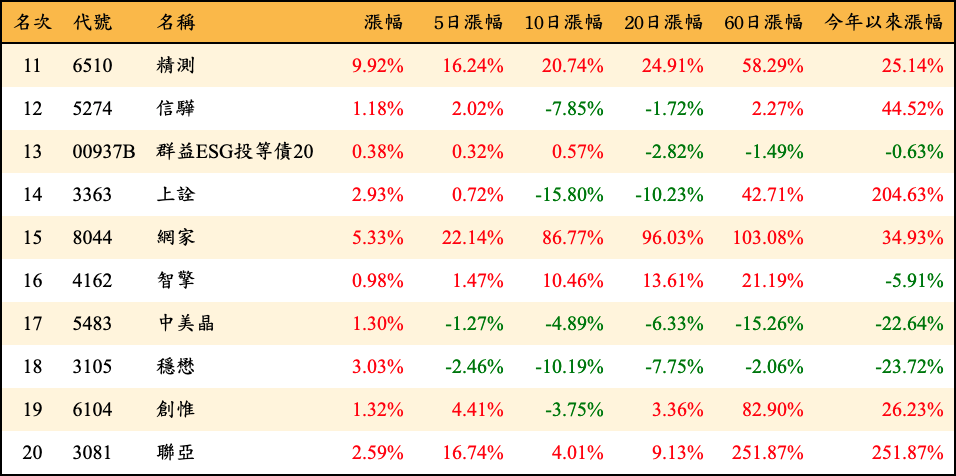 名次 代號 名稱 漲幅 5日漲幅 10日漲幅 20日漲幅 60日漲幅 今年以來漲幅
11 6510 精測 9.92% 16.24% 20.74% 24.91% 58.29% 25.14%
12 5274 信驊 1.18% 2.02% -7.85% -1.72% 2.27% 44.52%
13 00937B 群益ESG投等債20 0.38% 0.32% 0.57% -2.82% -1.49% -0.63%
14 3363 上詮 2.93% 0.72% -15.80% -10.23% 42.71% 204.63%
15 8044 網家 5.33% 22.14% 86.77% 96.03% 103.08% 34.93%
16 4162 智擎 0.98% 1.47% 10.46% 13.61% 21.19% -5.91%
17 5483 中美晶 1.30% -1.27% -4.89% -6.33% -15.26% -22.64%
18 3105 穩懋 3.03% -2.46% -10.19% -7.75% -2.06% -23.72%
19 6104 創惟 1.32% 4.41% -3.75% 3.36% 82.90% 26.23%
20 3081 聯亞 2.59% 16.74% 4.01% 9.13% 251.87% 251.87%